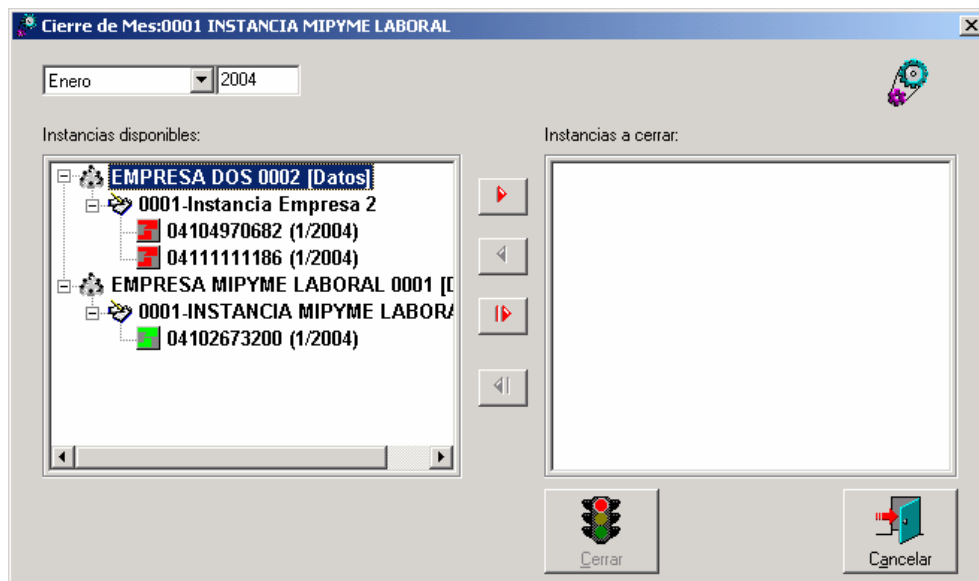 Cierre de Mes:0001 INSTANCIA MIPYME LABORAL
Enero 2004
Instancias disponibles:
Instancias a cerrar:
EMPRESA DOS 0002 [Datos]
0001-Instancia Empresa 2
04104970682 (1/2004)
04111111186 (1/2004)
EMPRESA MIPYME LABORAL 0001 [D
0001-INSTANCIA MIPYME LABORA
04102673200 (1/2004)
Cerrar
Cancelar